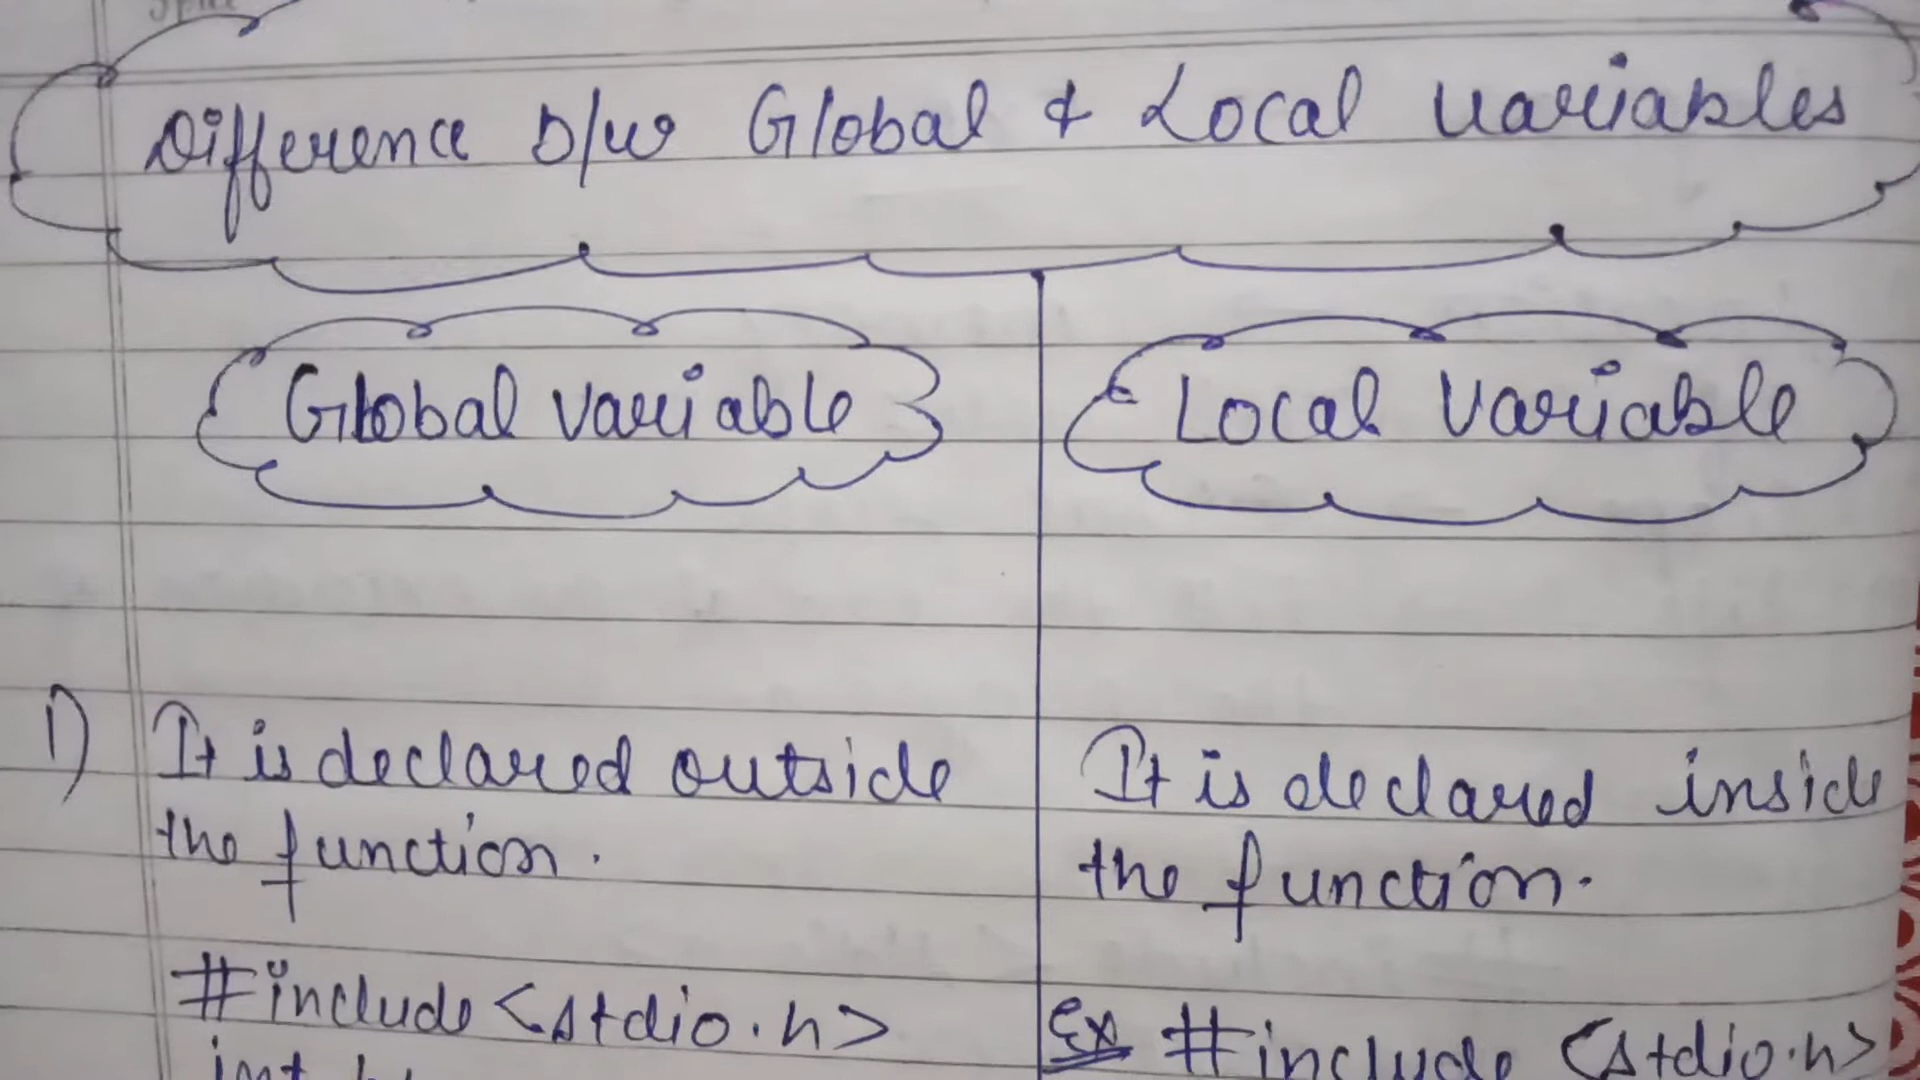 Difference b/w Global & Local variables
Global variable
Local variable
1) It is declared outside
the function.
#include <stdio.h>
int
It is declared inside
the function.
Ex #include <stdio.h>